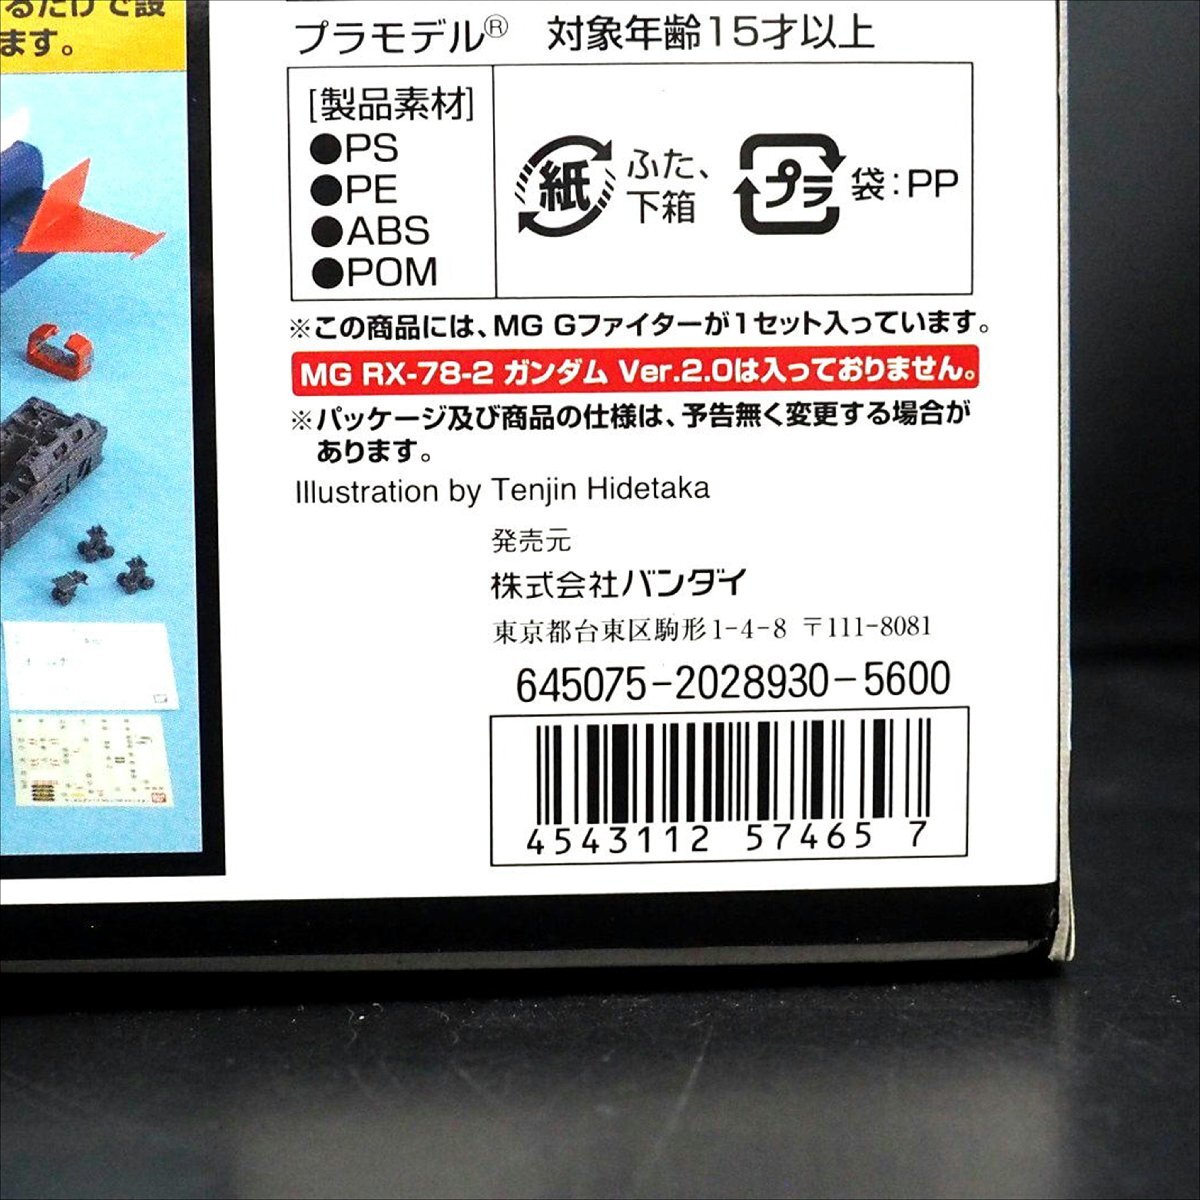 るだけで設
ます。
プラモデル® 対象年齢15才以上
[製品素材]
●PS
●PE
●ABS
●POM
紙 ふた、
下箱
プラ 袋:PP
※この商品には、MG Gファイターが1セット入っています。
MG RX-78-2 ガンダム Ver.2.0は入っておりません。
※パッケージ及び商品の仕様は、予告無く変更する場合が
あります。
Illustration by Tenjin Hidetaka
発売元
株式会社バンダイ
東京都台東区駒形1-4-8 〒111-8081
645075-2028930-5600
4543112 57465 7